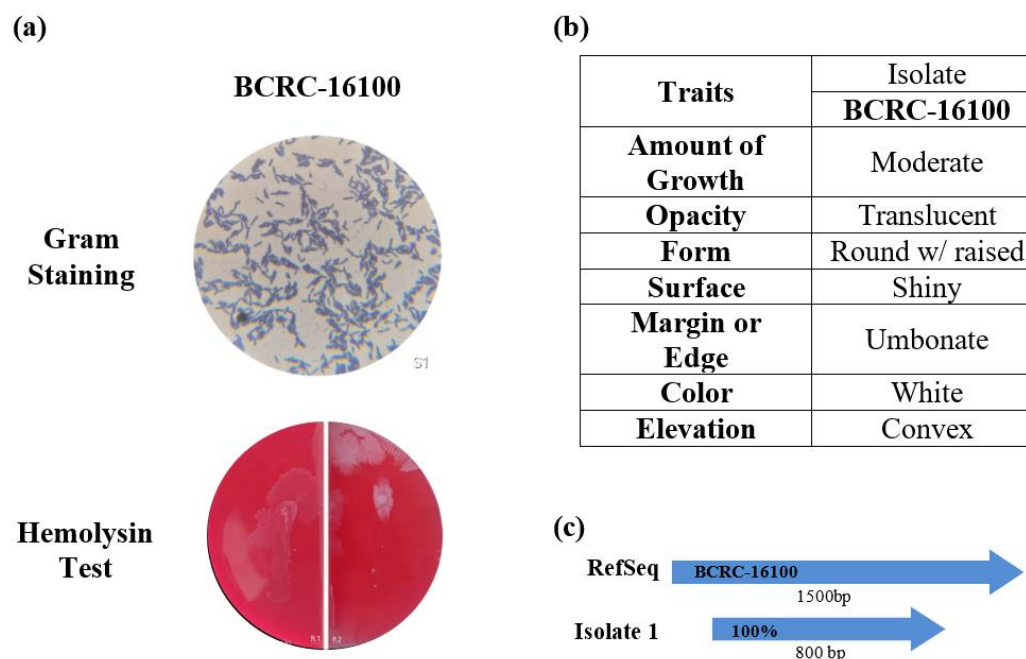 (a)
BCRC-16100
Gram
Staining
S1
Hemolysin
Test
R1 R2
(b)
Traits
Isolate
BCRC-16100
Amount of
Growth
Moderate
Opacity
Translucent
Form
Round w/ raised
Surface
Shiny
Margin or
Edge
Umbonate
Color
White
Elevation
Convex
(c)
RefSeq
BCRC-16100
1500bp
Isolate 1
100%
800 bp